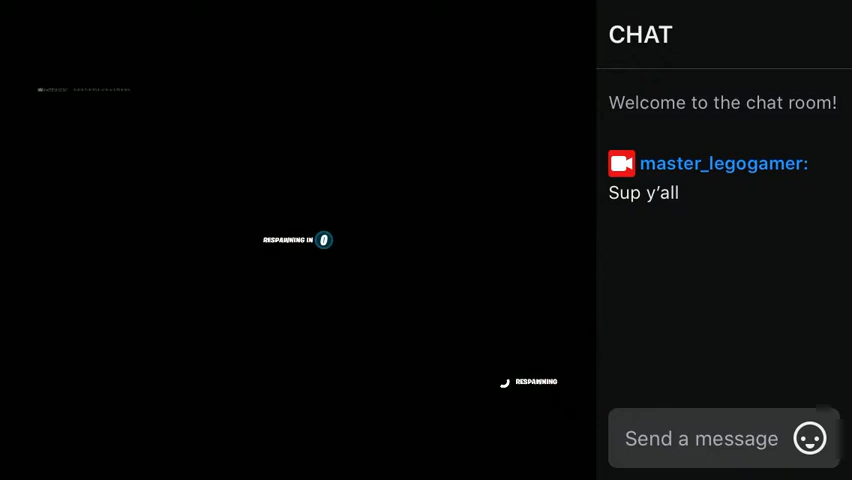 CHAT
Welcome to the chat room!
master_legogamer:
Sup y’all
RESPAWNING IN 0
RESPAWNING
Send a message